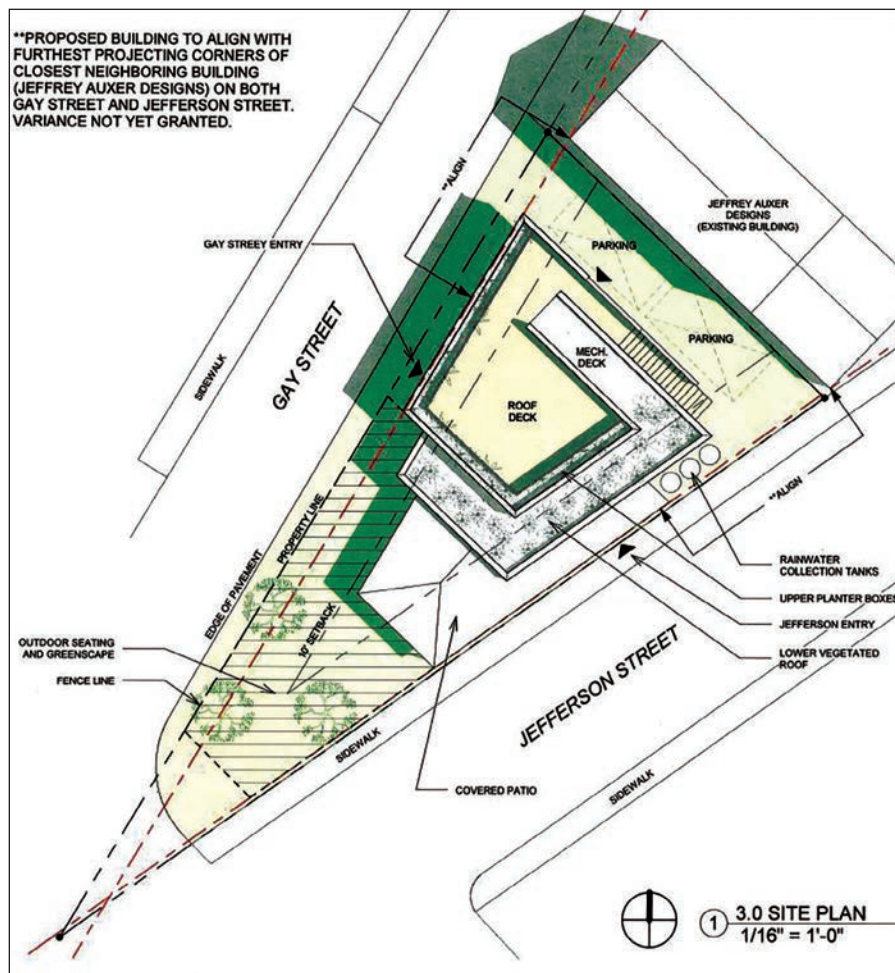 **PROPOSED BUILDING TO ALIGN WITH
FURTHEST PROJECTING CORNERS OF
CLOSEST NEIGHBORING BUILDING
(JEFFREY AUXER DESIGNS) ON BOTH
GAY STREET AND JEFFERSON STREET.
VARIANCE NOT YET GRANTED.
**ALIGN
JEFFREY AUXER
DESIGNS
(EXISTING BUILDING)
GAY STREEY ENTRY
PARKING
SIDEWALK
GAY STREET
MECH.
DECK
PARKING
ROOF
DECK
**ALIGN
EDGE OF PAVEMENT
PROPERTY LINE
10' SETBACK
RAINWATER
COLLECTION TANKS
UPPER PLANTER BOXES
JEFFERSON ENTRY
LOWER VEGETATED
ROOF
OUTDOOR SEATING
AND GREENSCAPE
FENCE LINE
JEFFERSON STREET
SIDEWALK
COVERED PATIO
SIDEWALK
1
3.0 SITE PLAN
1/16" = 1'-0"